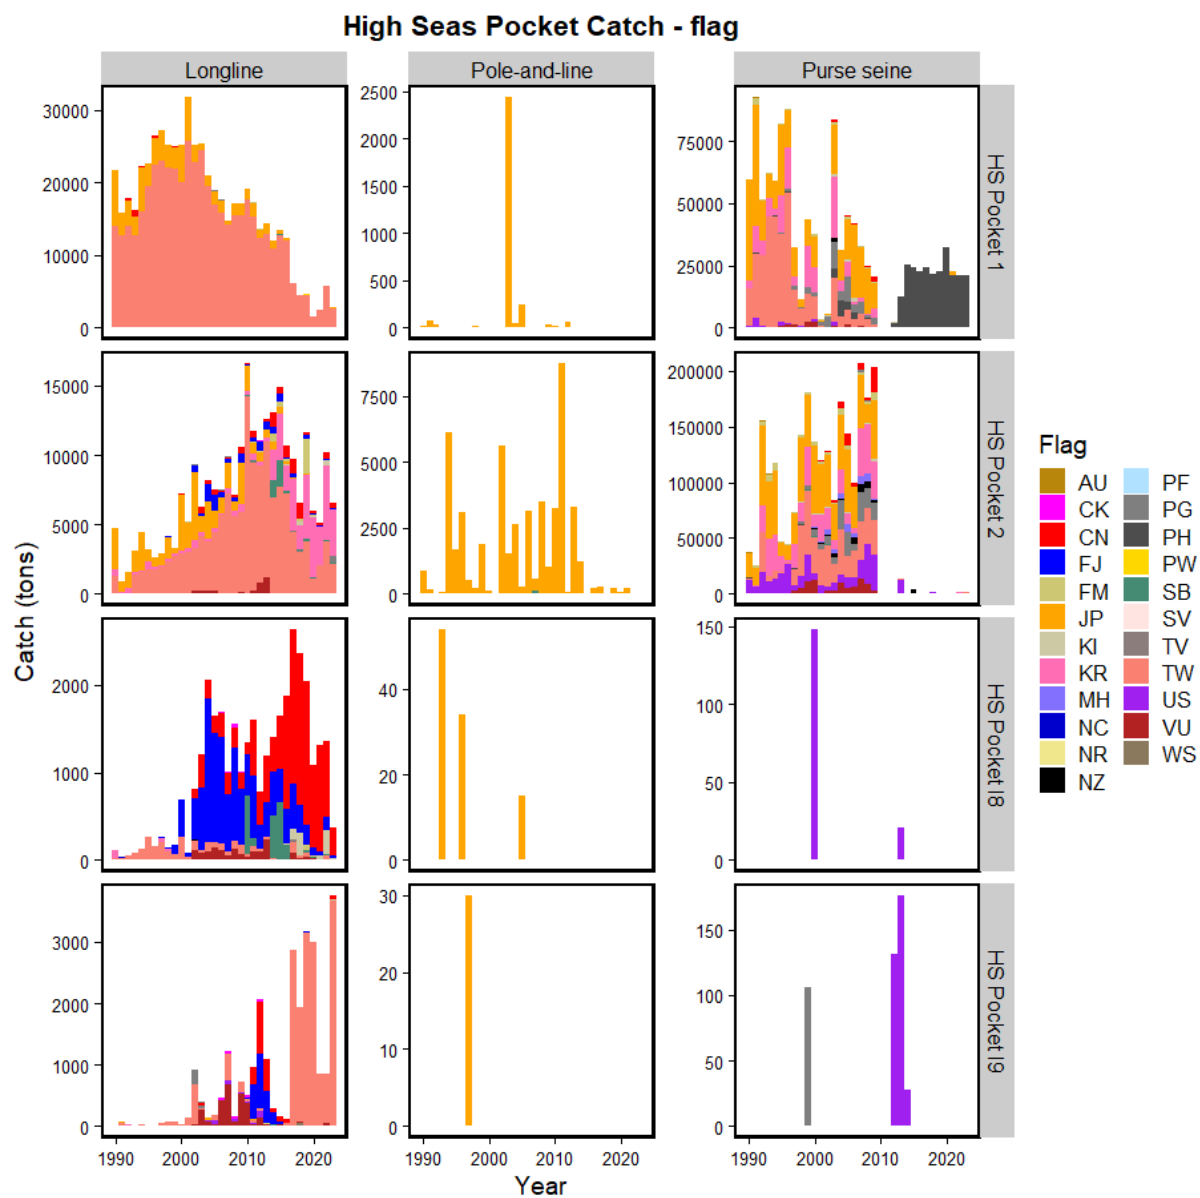 High Seas Pocket Catch - flag
Longline Pole-and-line Purse seine
30000
20000
10000
0
2500
2000
1500
1000
500
0
75000
50000
25000
0
HS Pocket 1
15000
10000
5000
0
7500
5000
2500
0
200000
150000
100000
50000
0
HS Pocket 2
2000
1000
0
40
20
0
150
100
50
0
HS Pocket I8
3000
2000
1000
0
30
20
10
0
150
100
50
0
HS Pocket I9
1990 2000 2010 2020
1990 2000 2010 2020
1990 2000 2010 2020
Year
Catch (tons)
Flag
AU
CK
CN
FJ
FM
JP
KI
KR
MH
NC
NR
NZ
PF
PG
PH
PW
SB
SV
TV
TW
US
VU
WS